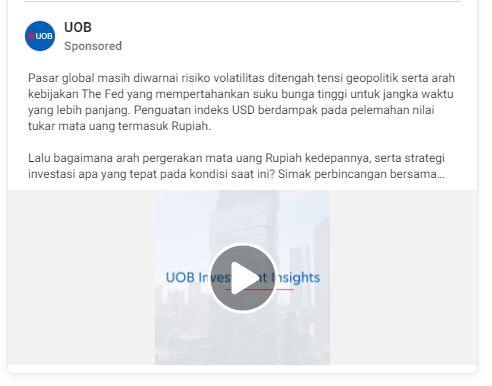 UOB
UOB
Sponsored
Pasar global masih diwarnai risiko volatilitas ditengah tensi geopolitik serta arah
kebijakan The Fed yang mempertahankan suku bunga tinggi untuk jangka waktu
yang lebih panjang. Penguatan indeks USD berdampak pada pelemahan nilai
tukar mata uang termasuk Rupiah.
Lalu bagaimana arah pergerakan mata uang Rupiah kedepannya, serta strategi
investasi apa yang tepat pada kondisi saat ini? Simak perbincangan bersama...
UOB Investment Insights